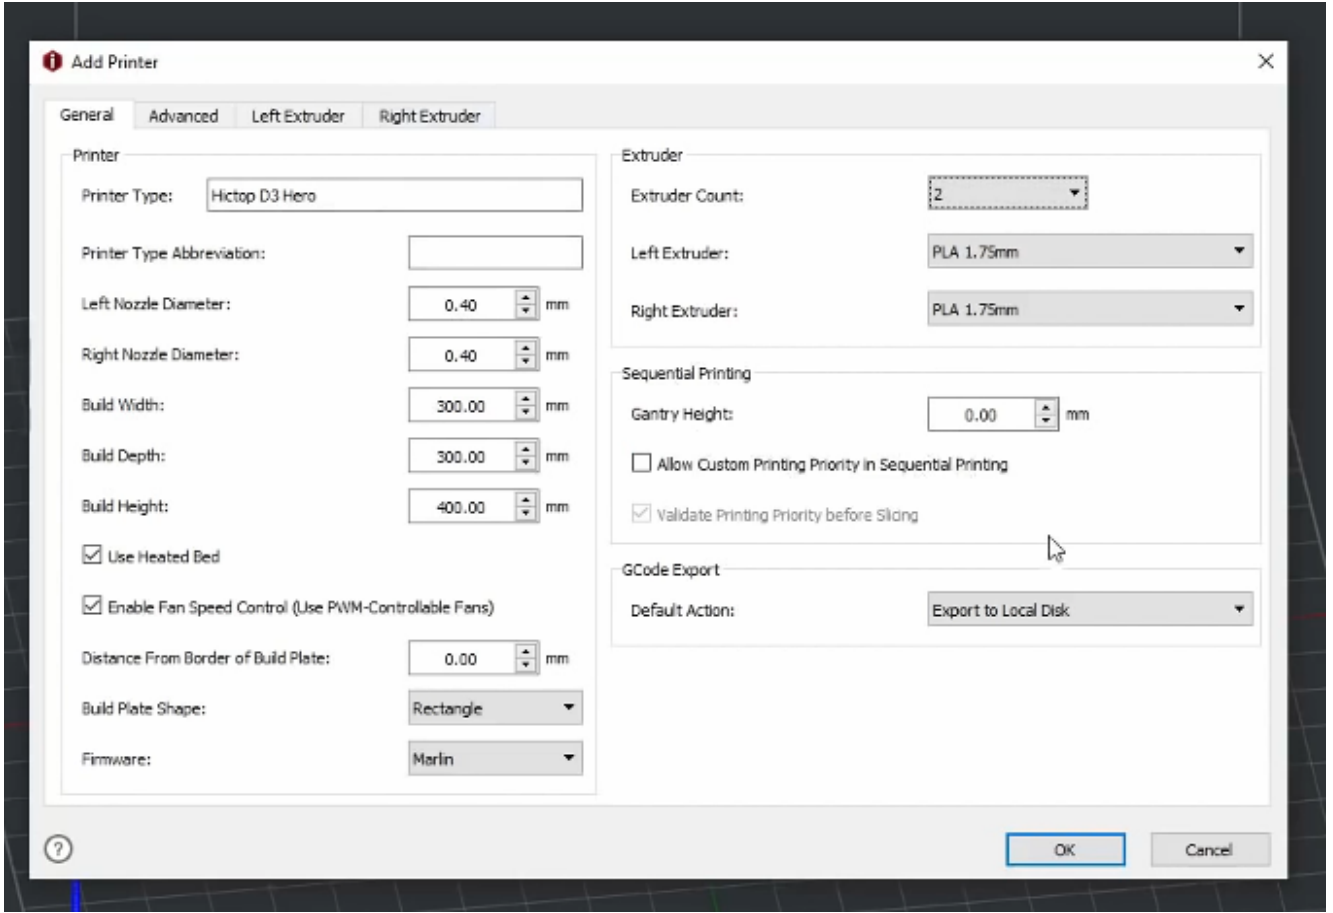 Add Printer
General Advanced Left Extruder Right Extruder
Printer
Printer Type: Hictop D3 Hero
Printer Type Abbreviation:
Left Nozzle Diameter: 0.40 mm
Right Nozzle Diameter: 0.40 mm
Build Width: 300.00 mm
Build Depth: 300.00 mm
Build Height: 400.00 mm
Use Heated Bed
Enable Fan Speed Control (Use PWM-Controllable Fans)
Distance From Border of Build Plate: 0.00 mm
Build Plate Shape: Rectangle
Firmware: Marlin
Extruder
Extruder Count: 2
Left Extruder: PLA 1.75mm
Right Extruder: PLA 1.75mm
Sequential Printing
Gantry Height: 0.00 mm
Allow Custom Printing Priority in Sequential Printing
Validate Printing Priority before Slicing
GCode Export
Default Action: Export to Local Disk
?
OK Cancel